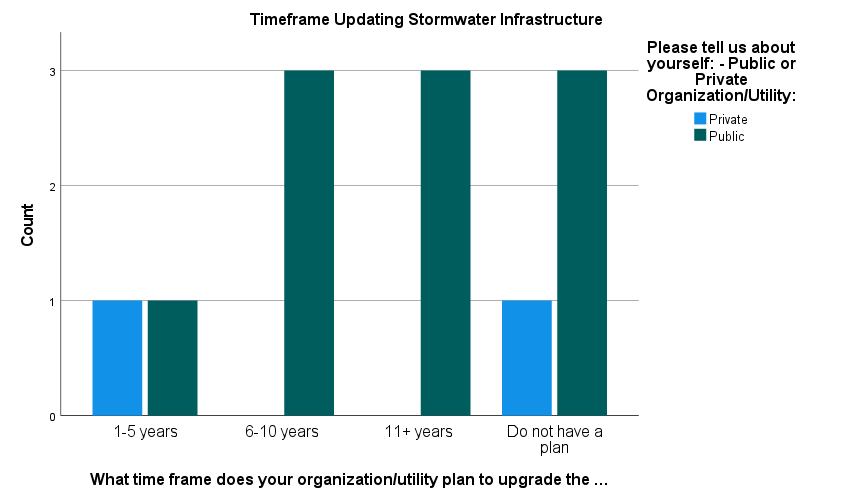 Timeframe Updating Stormwater Infrastructure
Please tell us about
yourself: - Public or
Private
Organization/Utility:
Private
Public
Count
3
2
1
0
1-5 years
6-10 years
11+ years
Do not have a
plan
What time frame does your organization/utility plan to upgrade the ...